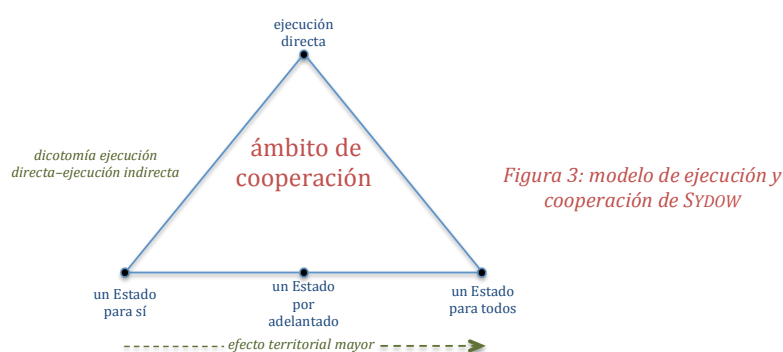 ejecución
directa
dicotomía ejecución
directa–ejecución indirecta
ámbito de
cooperación
Figura 3: modelo de ejecución y
cooperación de SYDOW
un Estado
para sí
un Estado
por
adelantado
un Estado
para todos
efecto territorial mayor